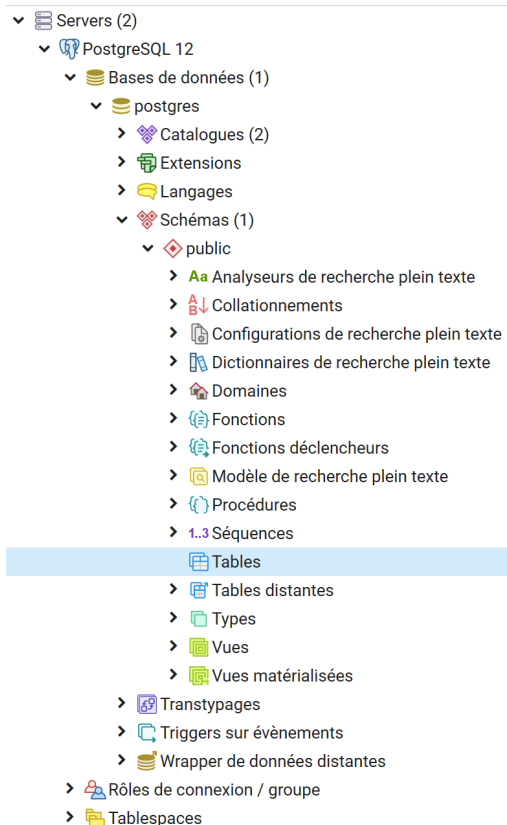 Servers (2)
PostgreSQL 12
Bases de données (1)
postgres
Catalogues (2)
Extensions
Langages
Schémas (1)
public
Aa Analyseurs de recherche plein texte
Collationnements
Configurations de recherche plein texte
Dictionnaires de recherche plein texte
Domaines
Fonctions
Fonctions déclencheurs
Modèle de recherche plein texte
Procédures
1..3 Séquences
Tables
Tables distantes
Types
Vues
Vues matérialisées
Transtypages
Triggers sur évènements
Wrapper de données distantes
Rôles de connexion / groupe
Tablespaces